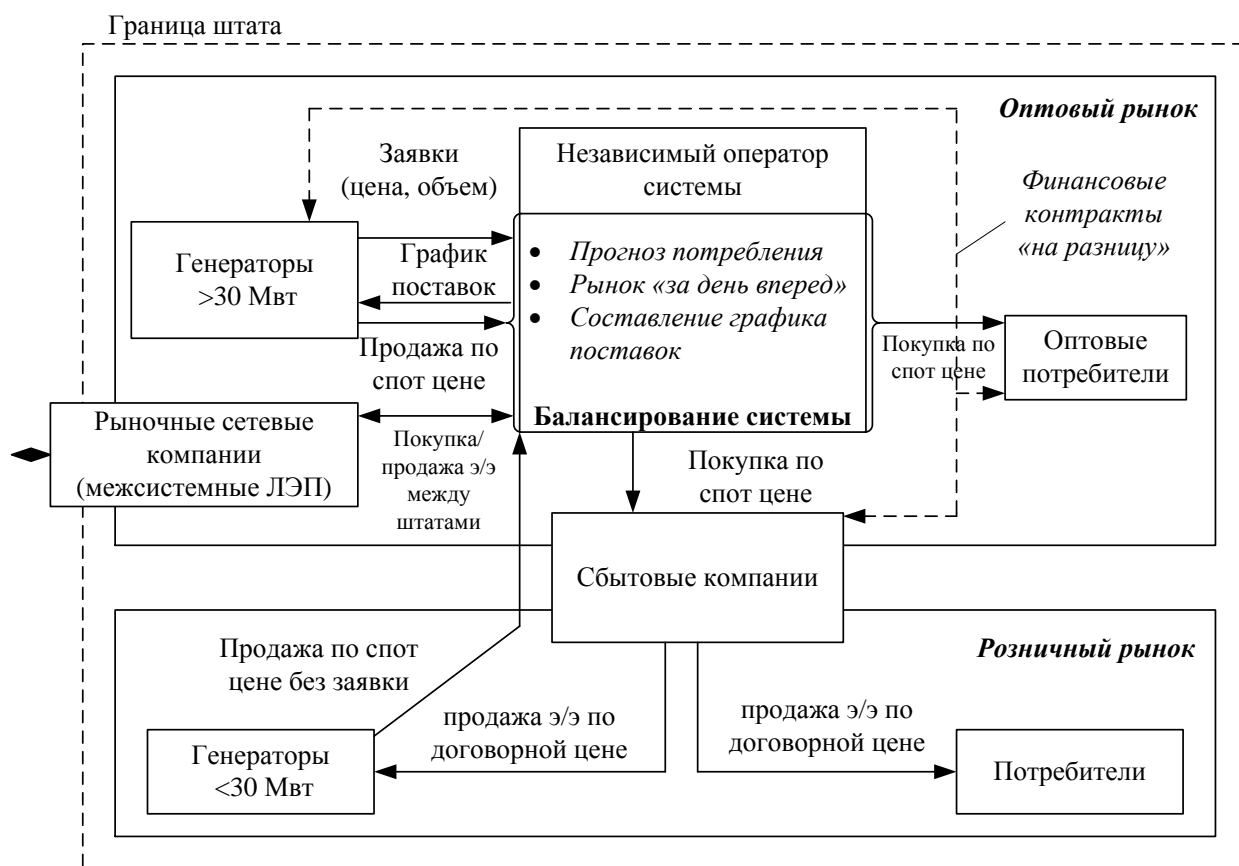 Граница штата
Оптовый рынок
Заявки
(цена, объем)
Независимый оператор
системы
Финансовые
контракты
«на разницу»
Генераторы
>30 Мвт
График
поставок
• Прогноз потребления
• Рынок «за день вперед»
• Составление графика
поставок
Продажа по
спот цене
Покупка по
спот цене
Оптовые
потребители
Балансирование системы
Рыночные сетевые
компании
(межсистемные ЛЭП)
Покупка/
продажа э/э
между
штатами
Покупка по
спот цене
Сбытовые компании
Розничный рынок
Продажа по спот
цене без заявки
продажа э/э по
договорной цене
продажа э/э по
договорной цене
Генераторы
<30 Мвт
Потребители